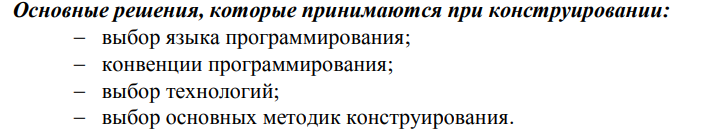 Основные решения, которые принимаются при конструировании:
– выбор языка программирования;
– конвенции программирования;
– выбор технологий;
– выбор основных методик конструирования.